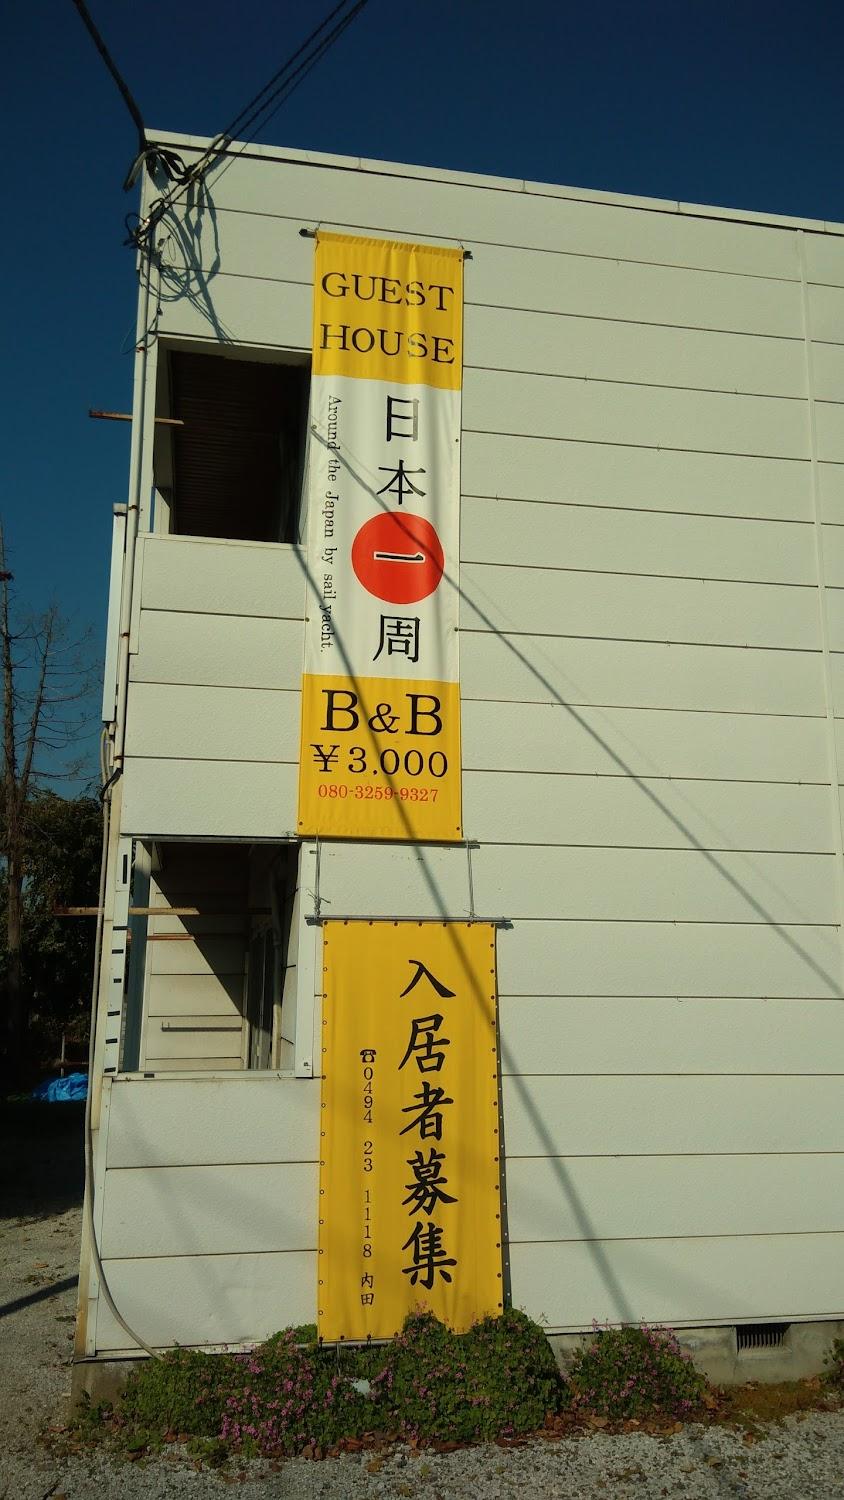 GUEST
HOUSE
日本一周
Around the Japan by sail yacht.
B&B
¥3,000
080-3259-9327
入居者募集
☎0494 23 1118 内田